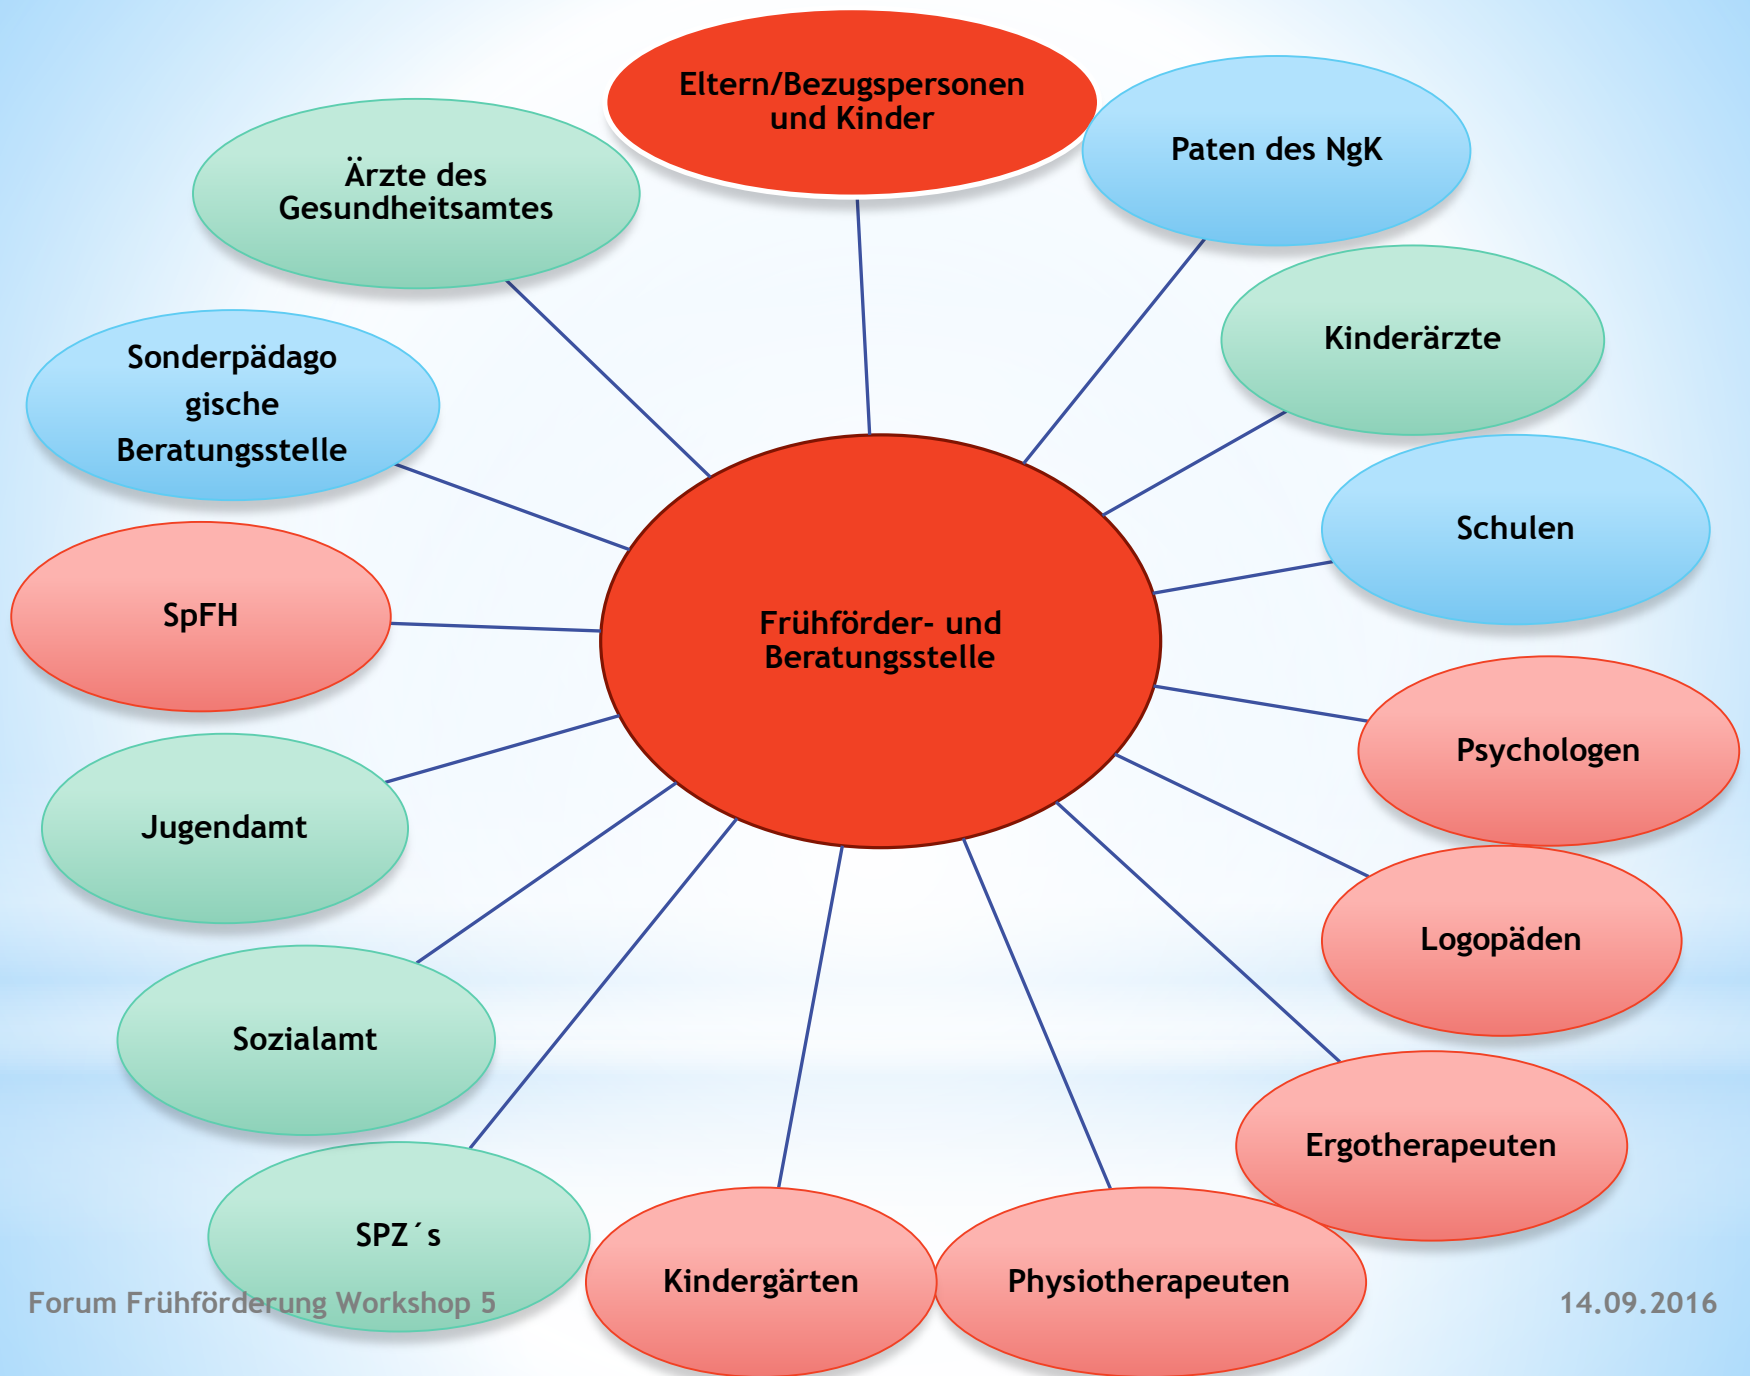 Eltern/Bezugspersonen
und Kinder
Paten des NgK
Ärzte des
Gesundheitsamtes
Kinderärzte
Sonderpädago
gische
Beratungsstelle
Schulen
SpFH
Frühförder- und
Beratungsstelle
Psychologen
Jugendamt
Logopäden
Sozialamt
Ergotherapeuten
SPZ´s
Kindergärten
Physiotherapeuten
Forum Frühförderung Workshop 5
14.09.2016